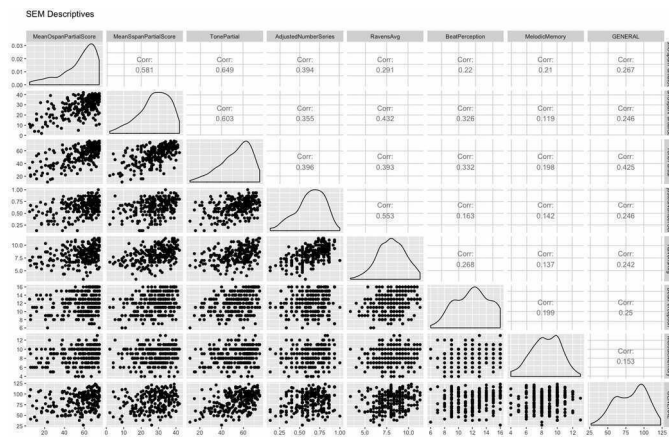 SEM Descriptives
MeanOspanPartialScore MeanSspanPartialScore TonePartial AdjustedNumberSeries RavensAvg BeatPerception MelodicMemory GENERAL
0.03
0.02
0.01
0.00
Corr: Corr: Corr: Corr: Corr: Corr: Corr:
0.581 0.649 0.394 0.291 0.22 0.21 0.267
40
30
20
10
0
Corr: Corr: Corr: Corr: Corr: Corr:
0.603 0.355 0.432 0.326 0.119 0.246
60
40
20
Corr: Corr: Corr: Corr: Corr:
0.396 0.393 0.332 0.198 0.425
1.00
0.75
0.50
0.25
Corr: Corr: Corr: Corr:
0.553 0.163 0.142 0.246
10.0
7.5
5.0
Corr: Corr: Corr:
0.268 0.137 0.242
16
14
12
10
8
6
Corr: Corr:
0.199 0.25
12
10
8
6
4
Corr:
0.153
125
100
75
50
25
20 40 60 0 10 20 30 40 20 40 60 0.25 0.50 0.75 1.00 5.0 7.5 10.0 6 8 10 12 14 16 4 6 8 10 12 25 50 75 100 125